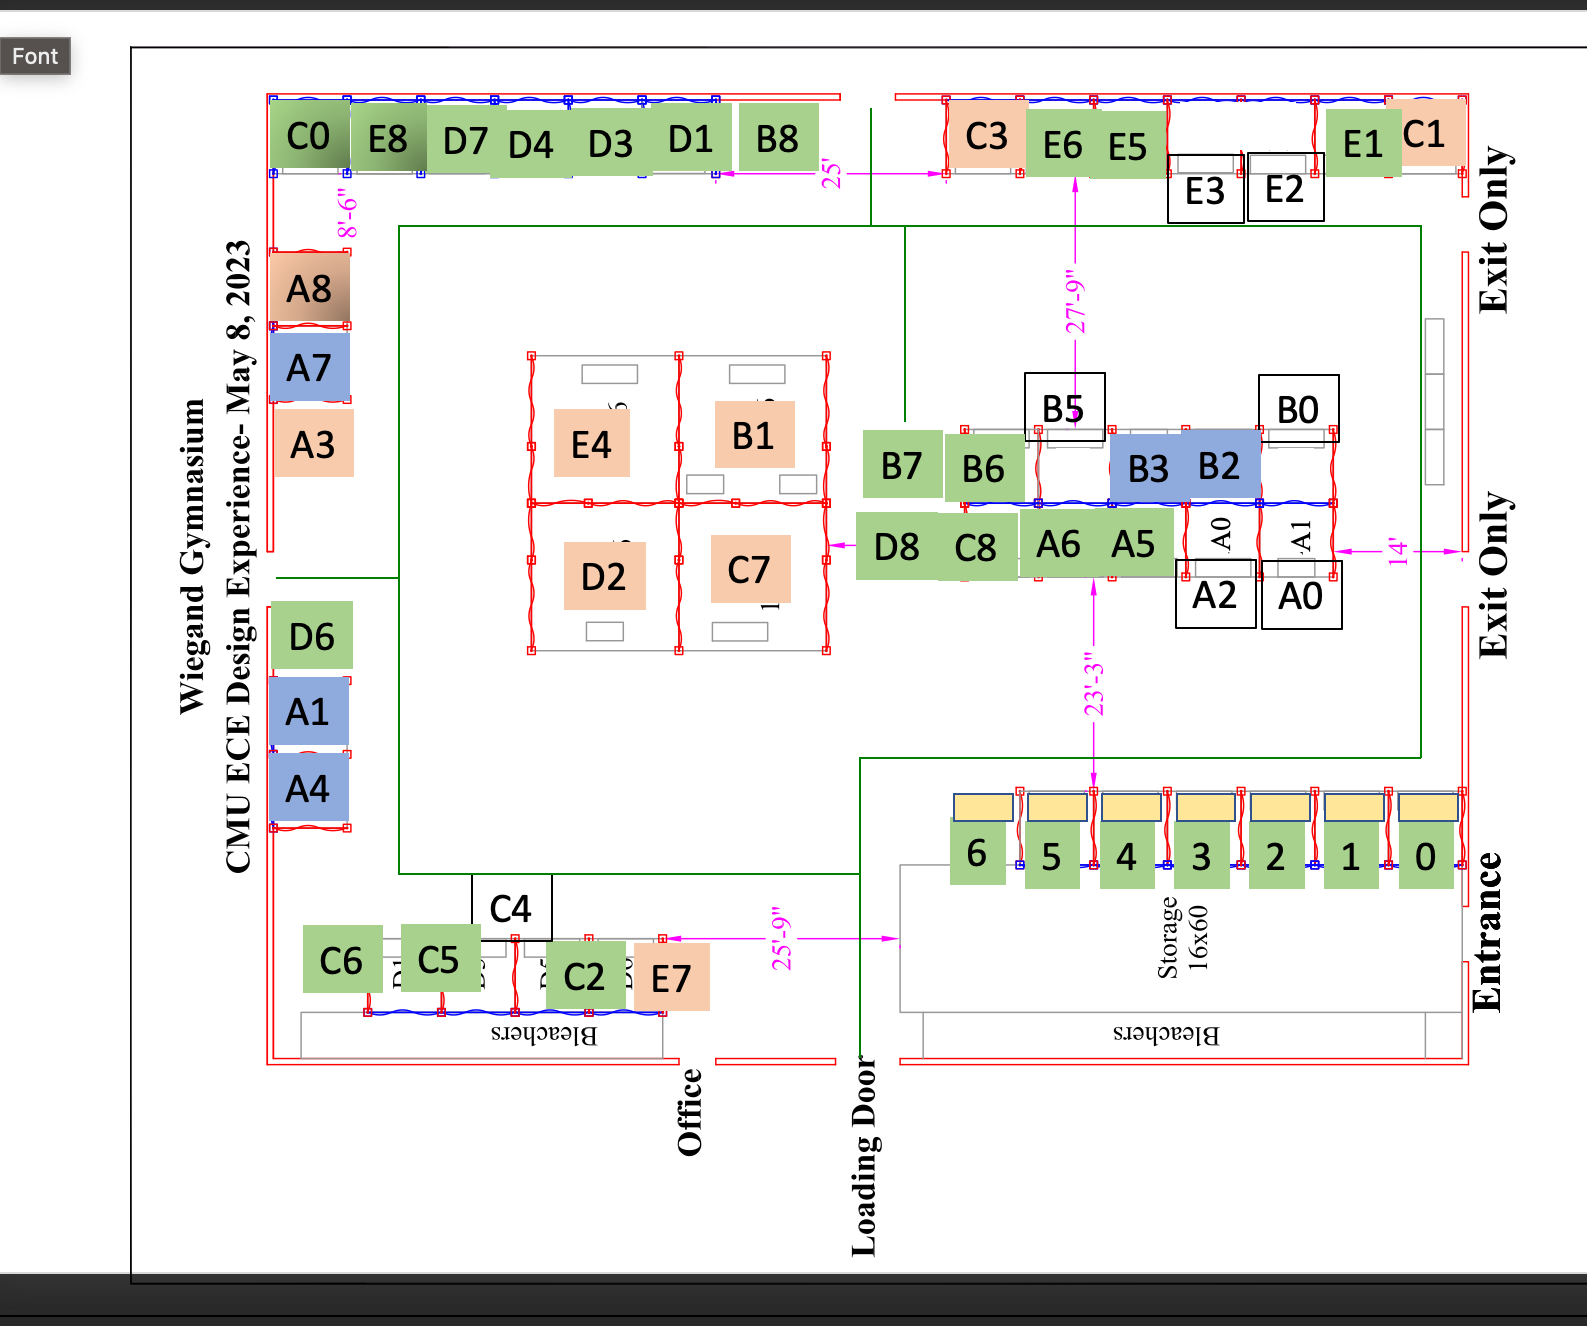 Font
C0 E8 D7 D4 D3 D1 B8
C3 E6 E5 E3 E2 E1 C1
25'
8'-6"
27'-9"
Exit Only
Wiegand Gymnasium
CMU ECE Design Experience- May 8, 2023
A8
A7
A3
E4 B1
D2 C7
B5 B0
B7 B6 B3 B2
D8 C8 A6 A5 A0 A1
A2 A0
14'
Exit Only
D6
A1
A4
23'-3"
6 5 4 3 2 1 0
Storage
16x60
Entrance
C4
C6 C5 C2 E7
25'-9"
Bleachers
Bleachers
Office
Loading Door